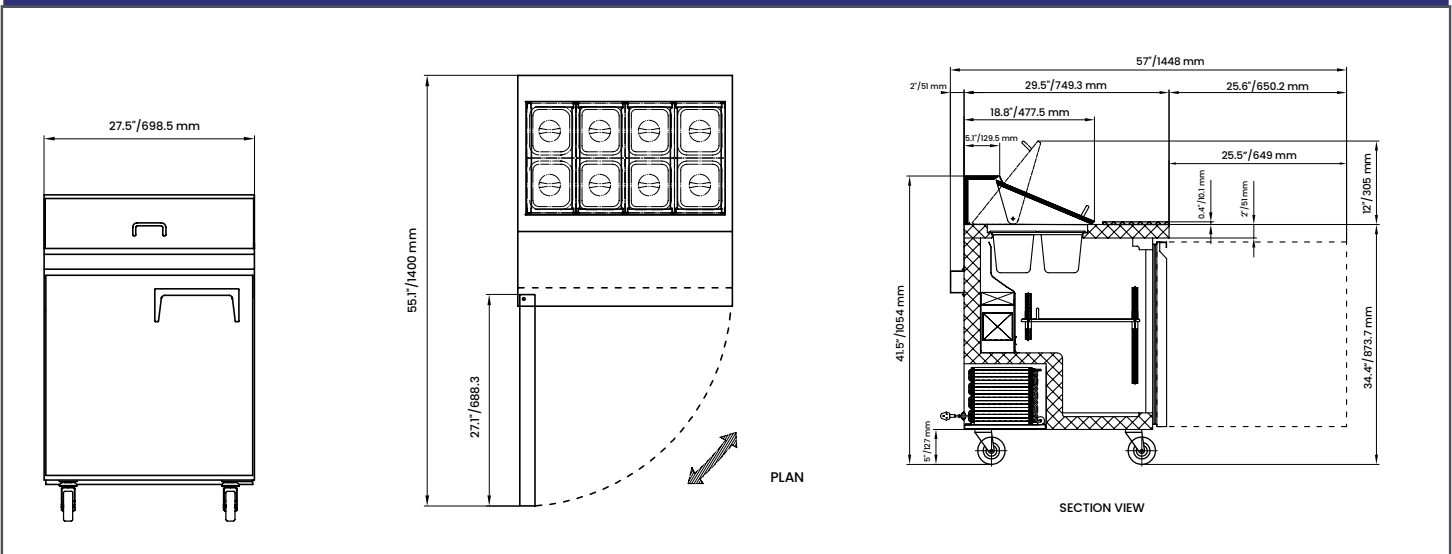 27.5"/698.5 mm
55.1"/1400 mm
27.1"/688.3
PLAN
57"/1448 mm
2"/51 mm
29.5"/749.3 mm
25.6"/650.2 mm
18.8"/477.5 mm
5.1"/129.5 mm
25.5"/649 mm
0.4"/10.1 mm
2"/51 mm
12"/305 mm
41.5"/1054 mm
34.4"/873.7 mm
5"/127 mm
SECTION VIEW